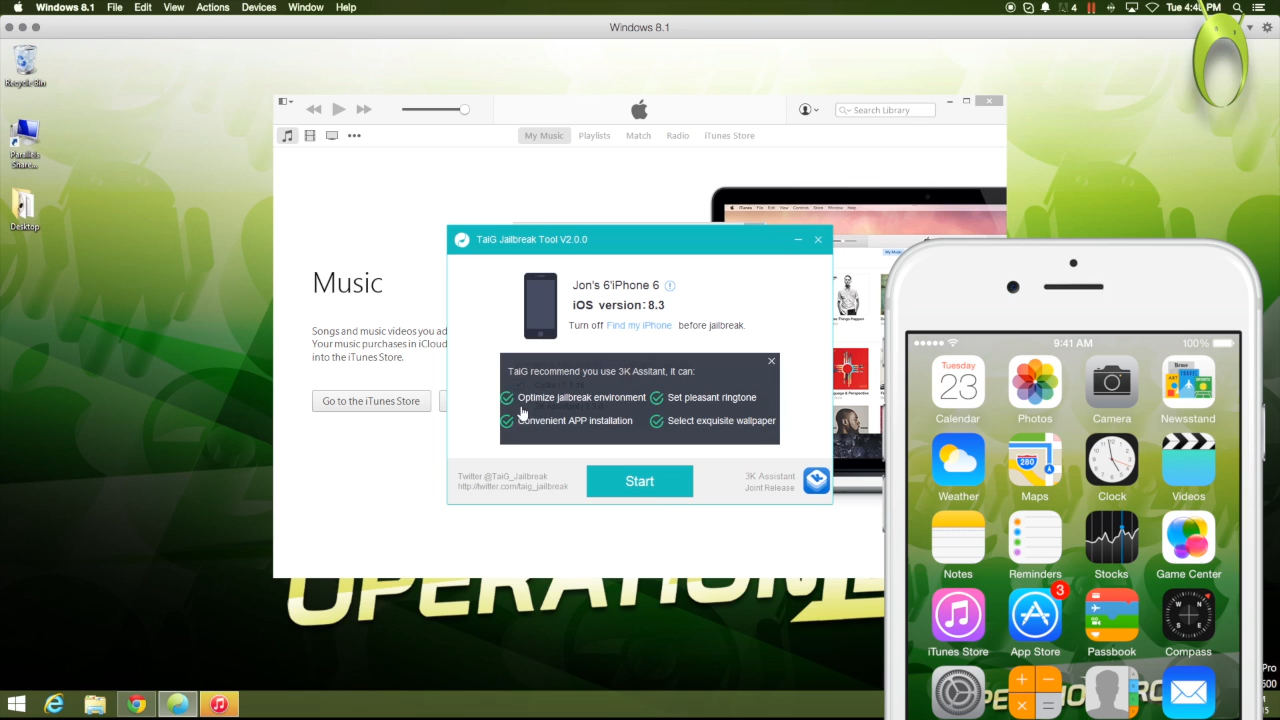 Windows 8.1 File Edit View Actions Devices Window Help
4
Windows 8.1
Recycle Bin
Parallels
Share...
Desktop
Search Library
My Music Playlists Match Radio iTunes Store
Music
Songs and music videos you ad
Your music purchases in iCloud
into the iTunes Store.
Go to the iTunes Store
TaiG Jailbreak Tool V2.0.0
Jon's 6'iPhone 6
iOS version: 8.3
Turn off Find my iPhone before jailbreak.
TaiG recommend you use 3K Assitant, it can:
Optimize jailbreak environment Set pleasant ringtone
Convenient APP installation Select exquisite wallpaper
Twitter @TaiG_Jailbreak
http://twitter.com/taig_jailbreak
Start
3K Assistant
Joint Release
9:41 AM 100%
Tuesday
23
Calendar Photos Camera Newsstand
280
Weather Maps Clock Videos
Notes Reminders Stocks Game Center
3
iTunes Store App Store Passbook Compass
Pro